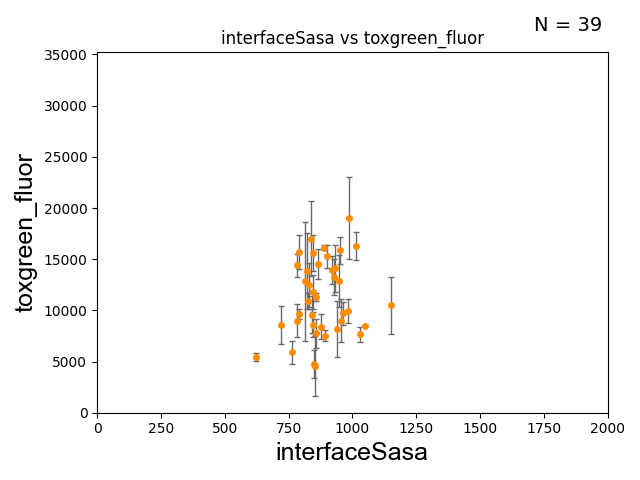 N = 39
interfaceSasa vs toxgreen_fluor
35000
30000
25000
20000
15000
10000
5000
0
toxgreen_fluor
0 250 500 750 1000 1250 1500 1750 2000
interfaceSasa